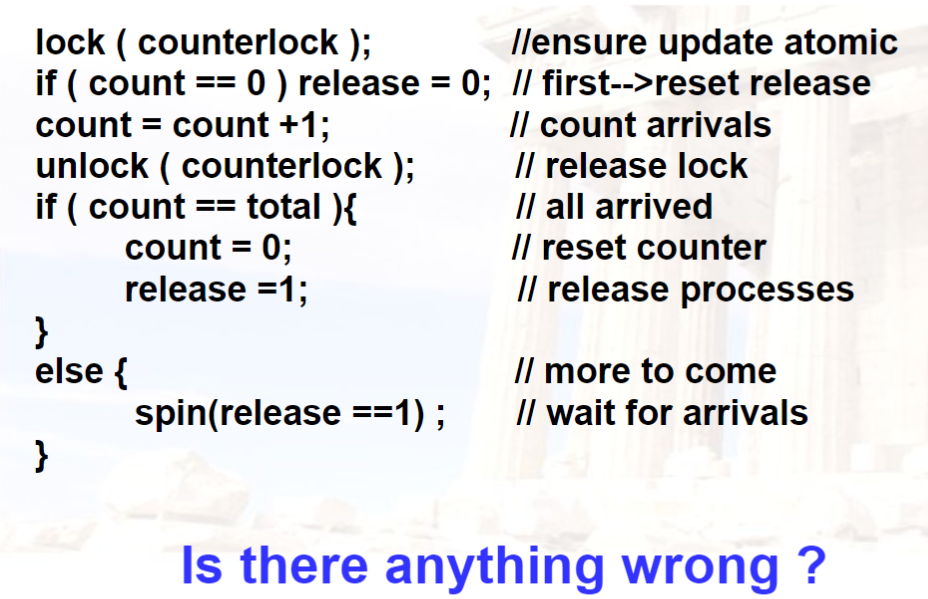 lock ( counterlock ); //ensure update atomic
if ( count == 0 ) release = 0; // first-->reset release
count = count +1; // count arrivals
unlock ( counterlock ); // release lock
if ( count == total ){ // all arrived
count = 0; // reset counter
release =1; // release processes
}
else { // more to come
spin(release ==1) ; // wait for arrivals
}
Is there anything wrong ?